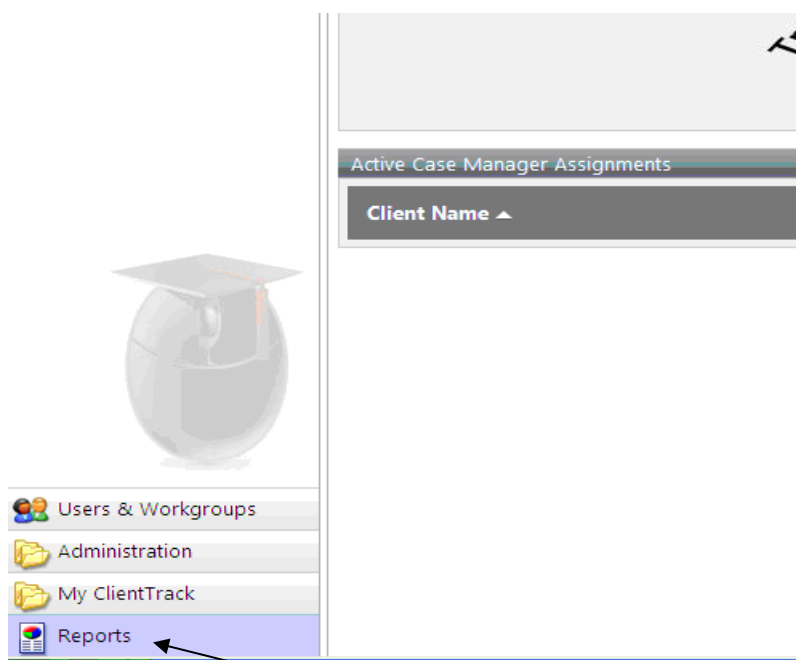 Active Case Manager Assignments
Client Name
Users & Workgroups
Administration
My ClientTrack
Reports